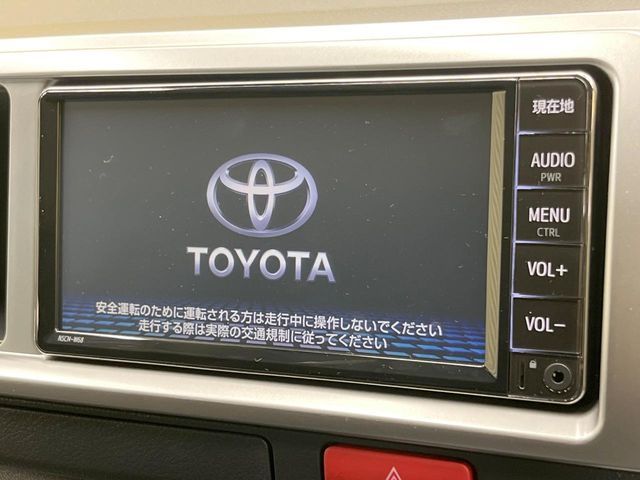 現在地
AUDIO
PWR
MENU
CTRL
VOL+
VOL−
TOYOTA
安全運転のために運転される方は走行中に操作しないでください
走行する際は実際の交通規制に従ってください
NSCN-W68